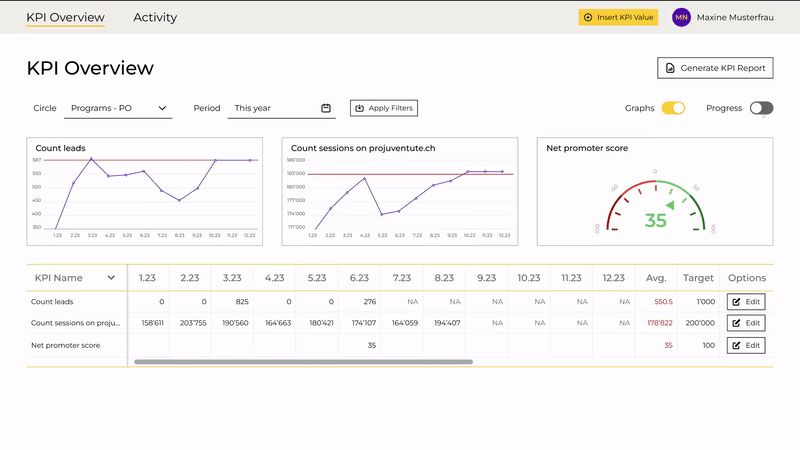 KPI Overview Activity Insert KPI Value MN Maxine Musterfrau
KPI Overview
Generate KPI Report
Circle Programs - PO Period This year Apply Filters Graphs Progress
Count leads
587
550
500
450
400
350
1.23 2.23 3.23 4.23 5.23 6.23 7.23 8.23 9.23 10.23 11.23 12.23
Count sessions on projuventute.ch
186'000
183'000
180'000
177'000
174'000
1.23 2.23 3.23 4.23 5.23 6.23 7.23 8.23 9.23 10.23 11.23 12.23
Net promoter score
-100
-50
0
50
100
35
KPI Name 1.23 2.23 3.23 4.23 5.23 6.23 7.23 8.23 9.23 10.23 11.23 12.23 Avg. Target Options
Count leads 0 0 825 0 0 276 NA NA NA NA NA NA 550.5 1'000 Edit
Count sessions on proju... 158'611 203'755 190'560 164'663 180'421 174'107 164'059 194'407 NA NA NA NA 178'822 200'000 Edit
Net promoter score 35 35 100 Edit